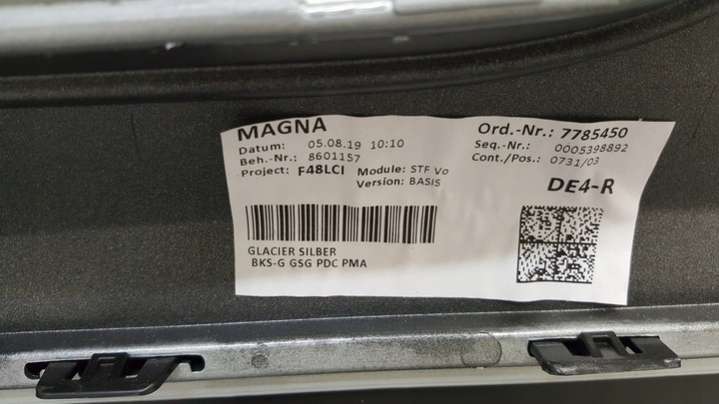 MAGNA
Datum: 05.08.19 10:10
Beh.-Nr.: 8601157
Project: F48LCI Module: STF Vo
Version: BASIS
Ord.-Nr.: 7785450
Seq.-Nr.: 0005398892
Cont./Pos.: 0731/03
DE4-R
GLACIER SILBER
BKS-G GSG PDC PMA